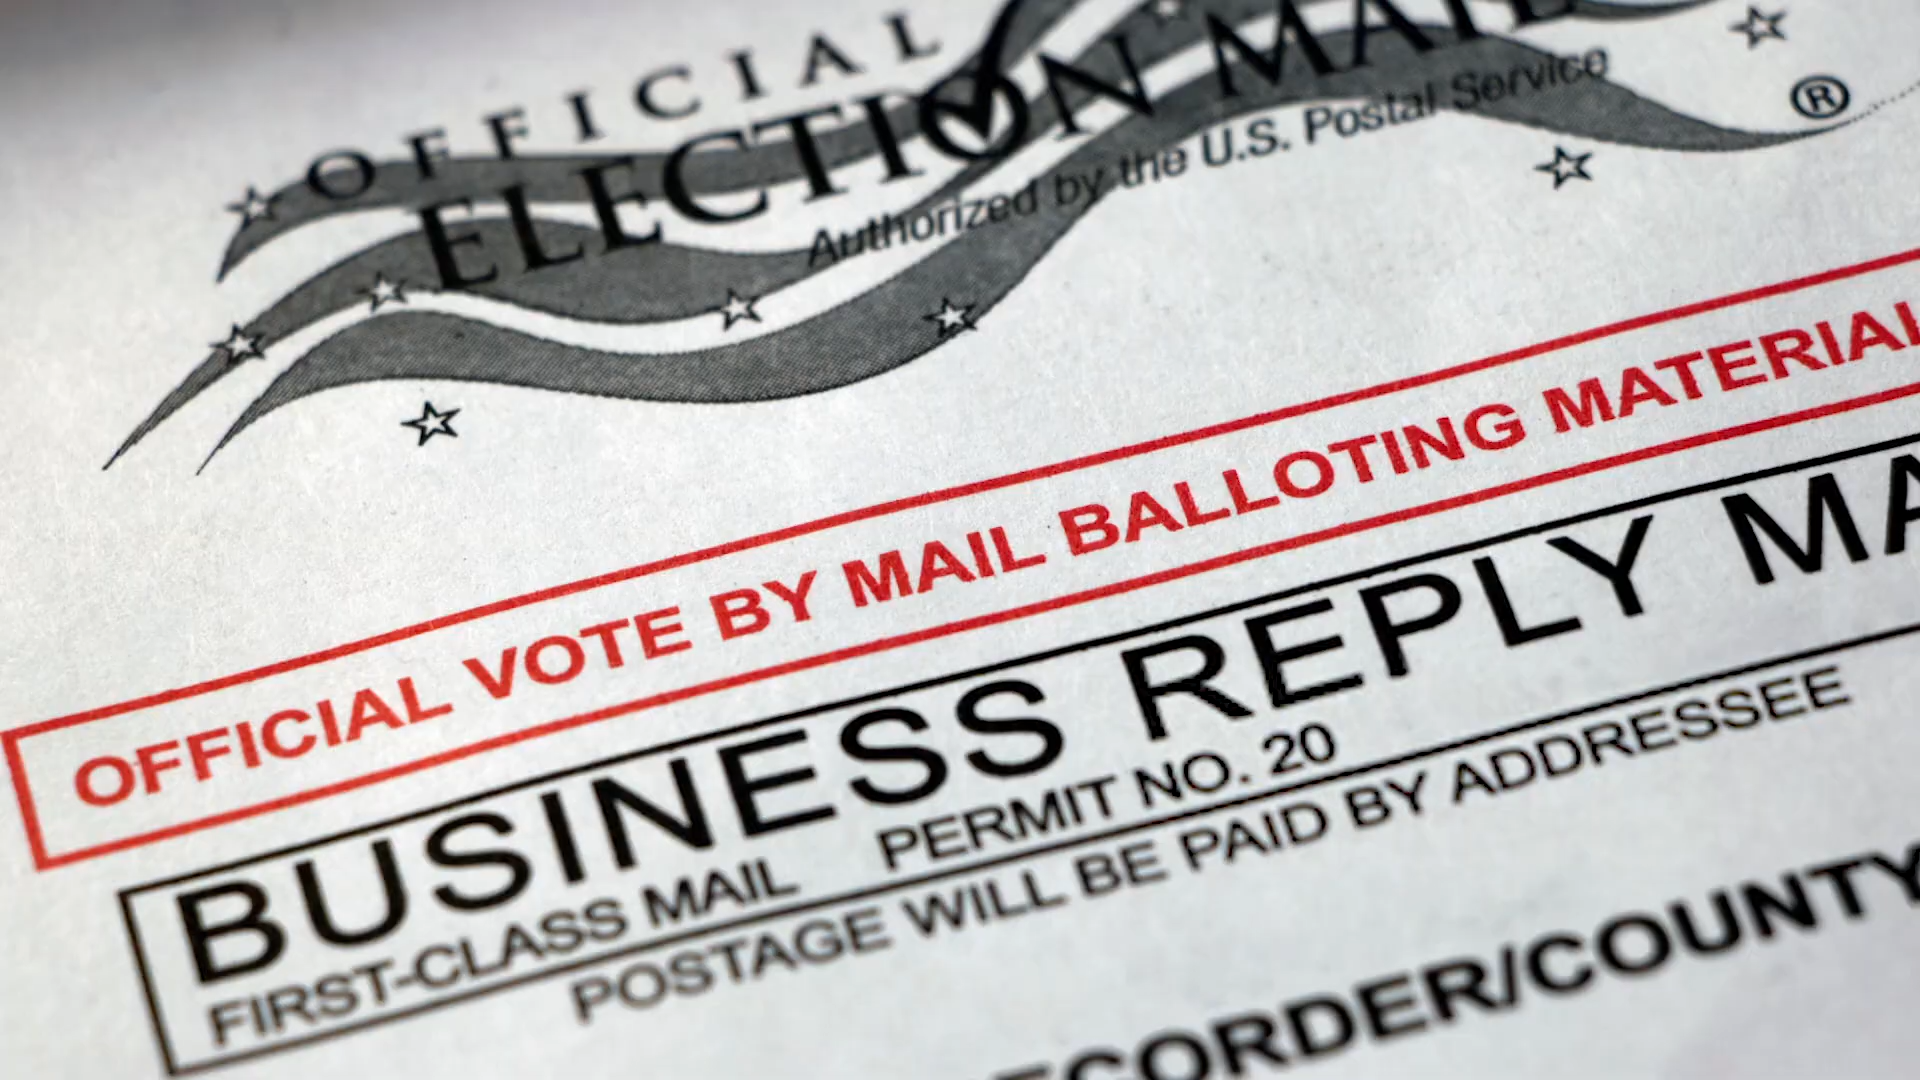 OFFICIAL
ELECTION MAIL
Authorized by the U.S. Postal Service
®
OFFICIAL VOTE BY MAIL BALLOTING MATERIAL
BUSINESS REPLY MA
FIRST-CLASS MAIL PERMIT NO. 20
POSTAGE WILL BE PAID BY ADDRESSEE
ECORDER/COUNTY